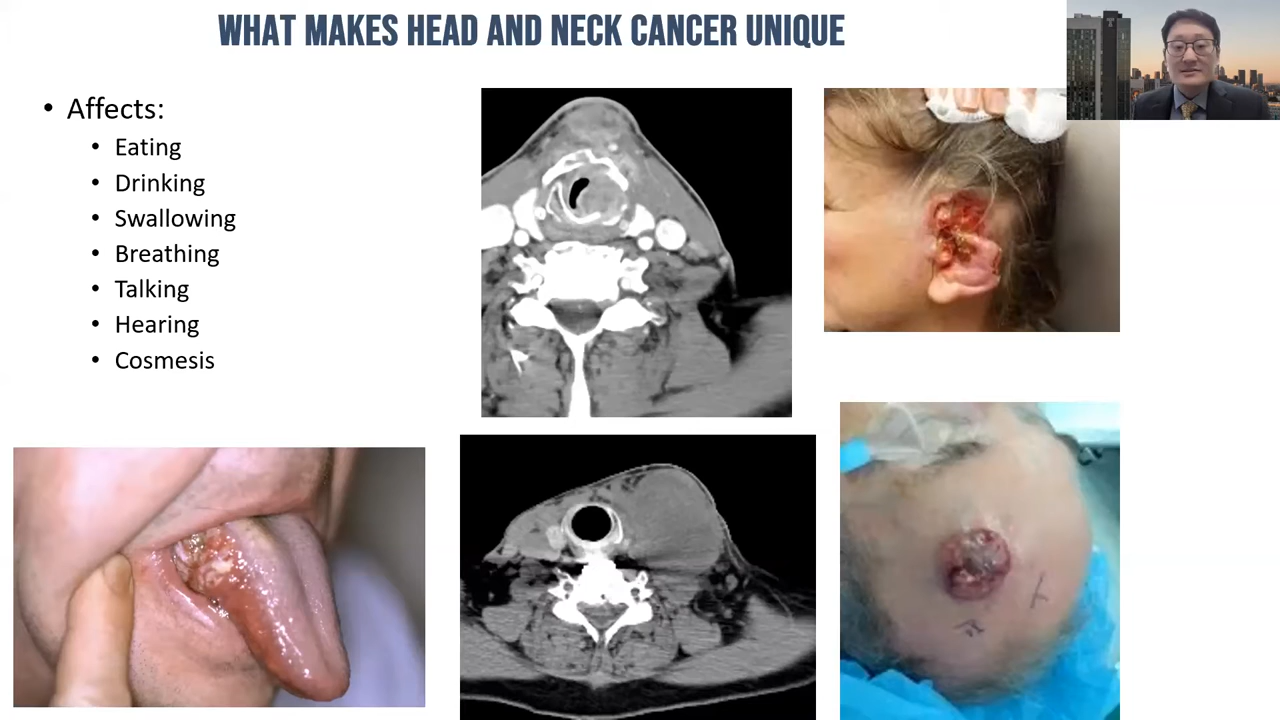 WHAT MAKES HEAD AND NECK CANCER UNIQUE
• Affects:
• Eating
• Drinking
• Swallowing
• Breathing
• Talking
• Hearing
• Cosmesis